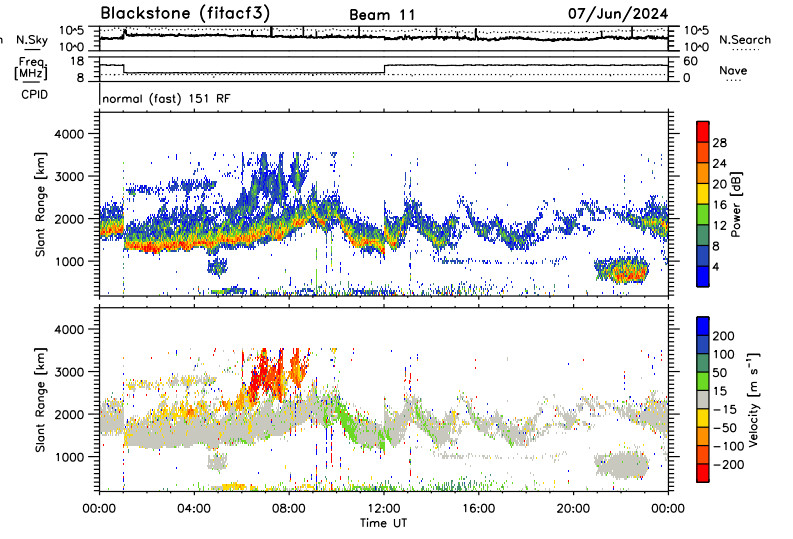 Blackstone (fitacf3) Beam 11 07/Jun/2024
N.Sky 10^5 10^0 10^5 10^0 N.Search
Freq. [MHz] 18 8 60 0 Nave
CPID normal (fast) 151 RF
Slant Range [km] 4000 3000 2000 1000
Power [dB] 28 24 20 16 12 8 4
Slant Range [km] 4000 3000 2000 1000
Velocity [m s⁻¹] 200 100 50 15 −15 −50 −100 −200
00:00 04:00 08:00 12:00 16:00 20:00 00:00
Time UT